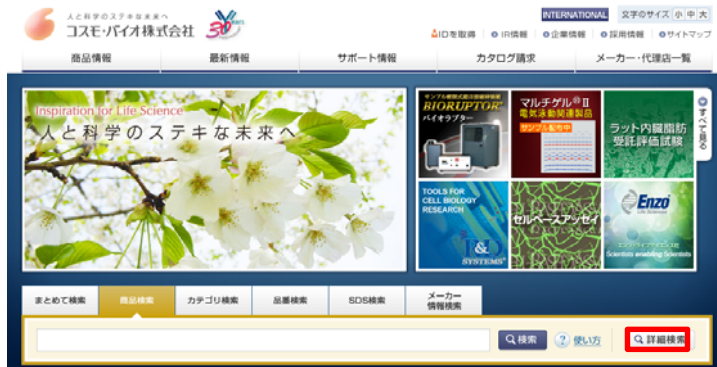 人と科学のステキな未来へ
コスモ・バイオ株式会社
30 years
INTERNATIONAL 文字のサイズ 小 中 大
IDを取得 IR情報 企業情報 採用情報 サイトマップ
商品情報 最新情報 サポート情報 カタログ請求 メーカー・代理店一覧
Inspiration for Life Science
人と科学のステキな未来へ
BIORUPTOR
バイオラプター
マルチゲル®II
電気泳動関連製品
サンプル配布中
ラット内臓脂肪
受託評価試験
すべて見る
TOOLS FOR
CELL BIOLOGY
RESEARCH
R&D
SYSTEMS
セルベースアッセイ
Enzo
Life Sciences
Scientists enabling Scientists
まとめて検索 商品検索 カテゴリ検索 品番検索 SDS検索 メーカー
情報検索
検索 ? 使い方 詳細検索